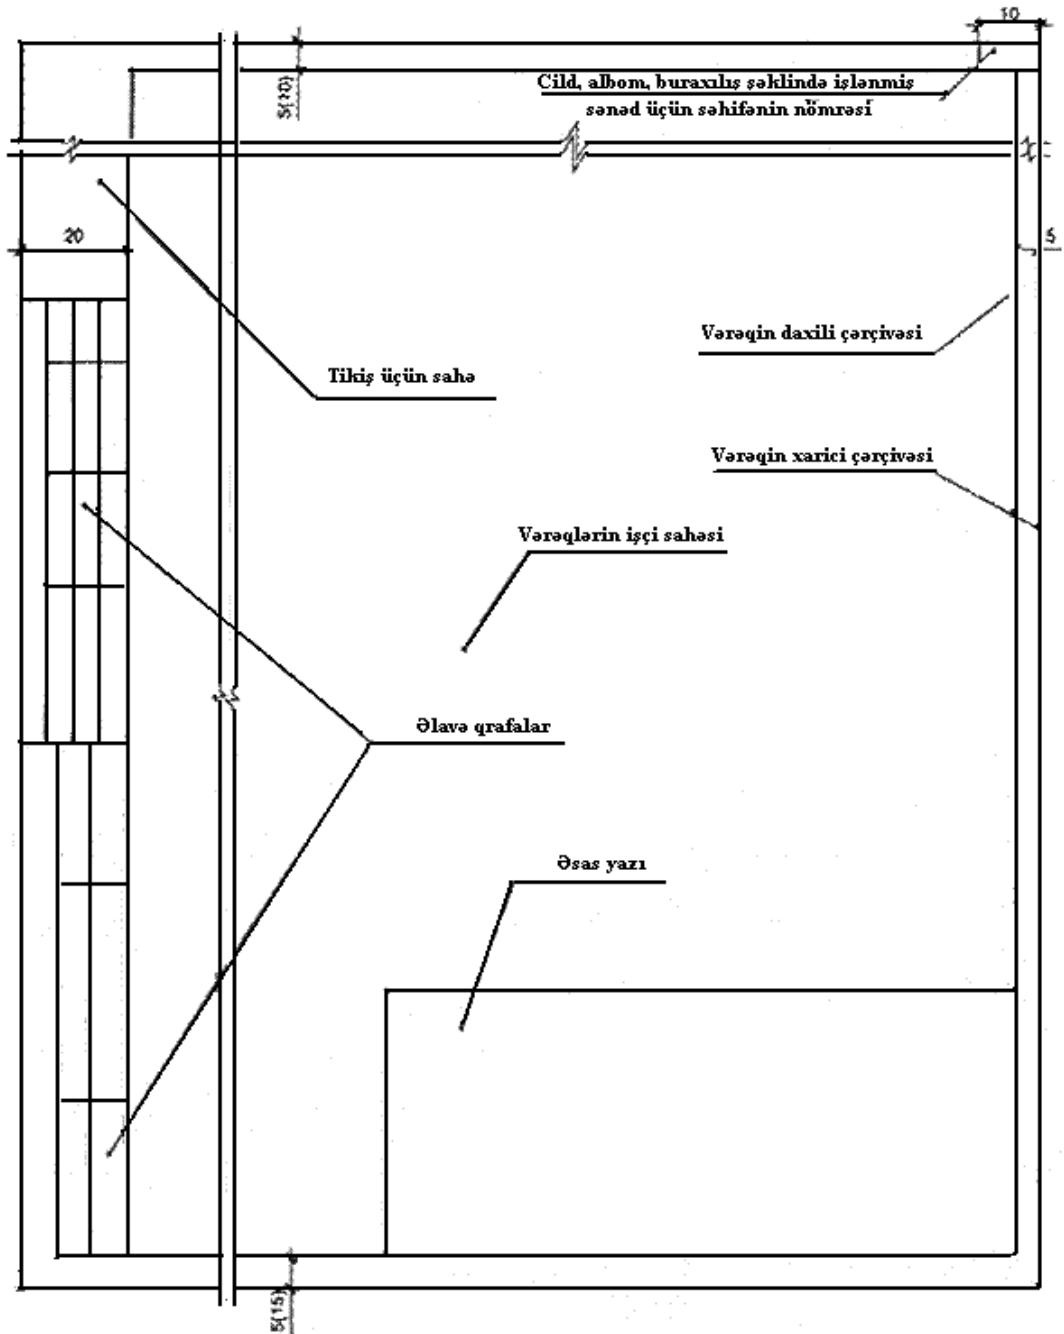 10
Cild, albom, buraxılış şəklində işlənmiş
sənəd üçün səhifənin nömrəsi
5(10)
20
5
Vərəqin daxili çərçivəsi
Tikiş üçün sahə
Vərəqin xarici çərçivəsi
Vərəqlərin işçi sahəsi
Əlavə qrafalar
Əsas yazı
5(15)